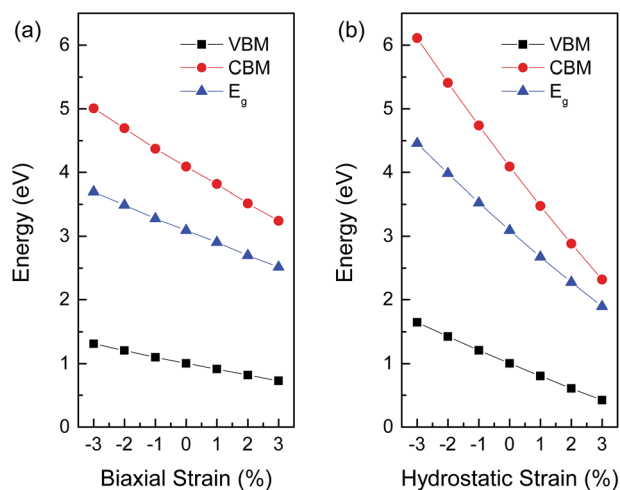 (a)
VBM
CBM
Eg
6
5
4
3
2
1
0
Energy (eV)
-3 -2 -1 0 1 2 3
Biaxial Strain (%)
(b)
VBM
CBM
Eg
6
5
4
3
2
1
0
Energy (eV)
-3 -2 -1 0 1 2 3
Hydrostatic Strain (%)